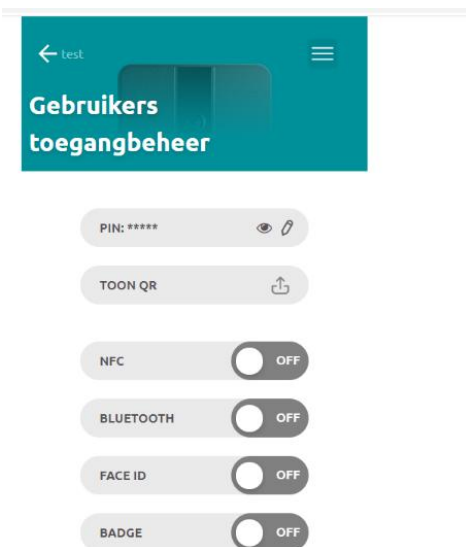 test
Gebruikers
toegangbeheer
PIN: *****
TOON QR
NFC OFF
BLUETOOTH OFF
FACE ID OFF
BADGE OFF